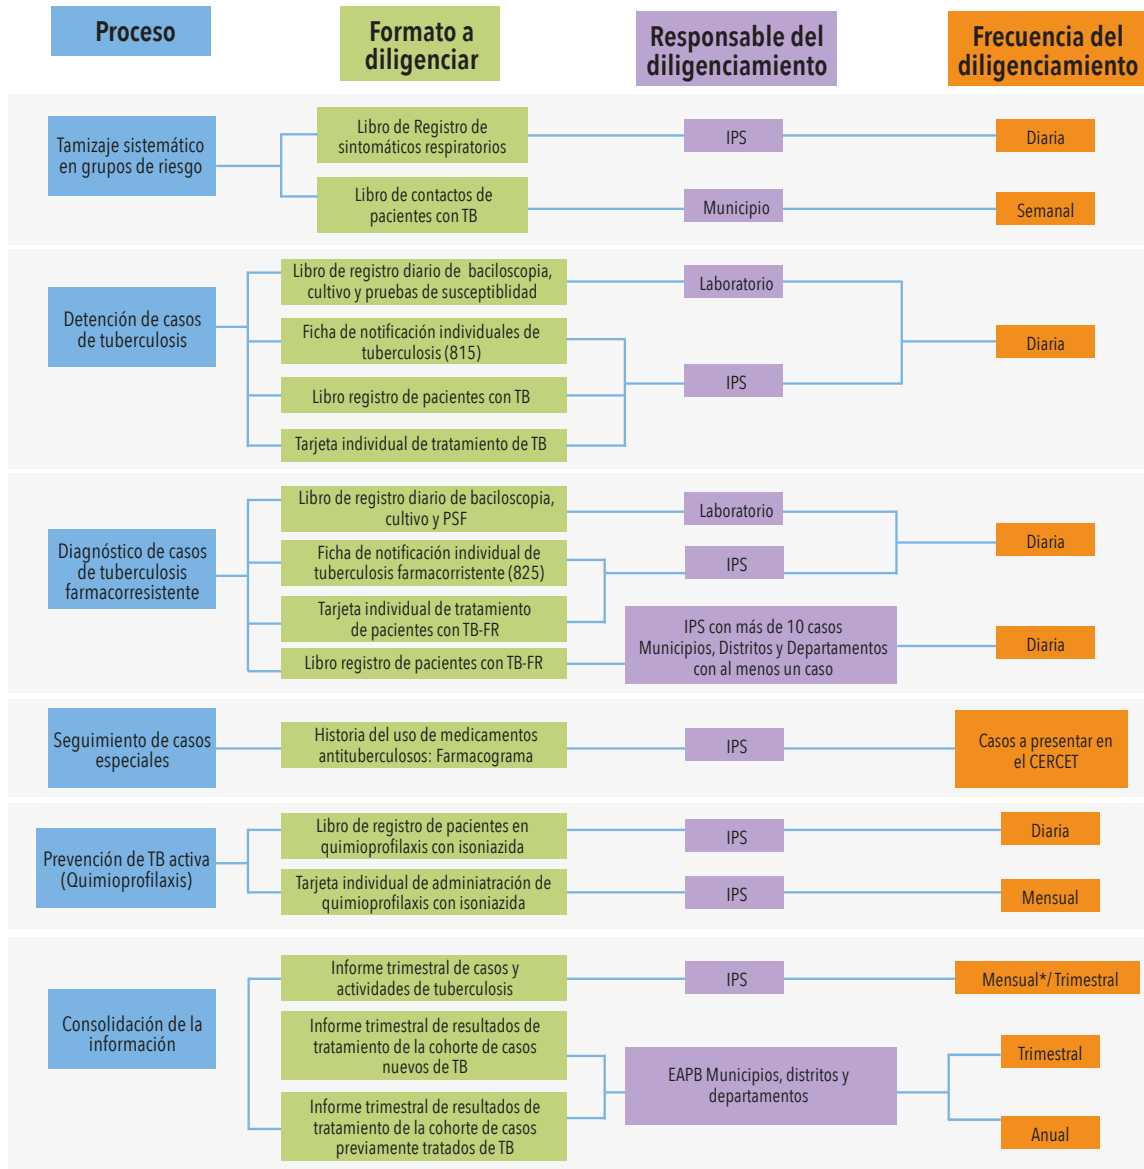 Proceso
Formato a
diligenciar
Responsable del
diligenciamiento
Frecuencia del
diligenciamiento
Tamizaje sistemático
en grupos de riesgo
Libro de Registro de
sintomáticos respiratorios
IPS
Diaria
Libro de contactos de
pacientes con TB
Municipio
Semanal
Detención de casos
de tuberculosis
Libro de registro diario de baciloscopia,
cultivo y pruebas de susceptiblidad
Laboratorio
Ficha de notificación individuales de
tuberculosis (815)
Libro registro de pacientes con TB
Tarjeta individual de tratamiento de TB
IPS
Diaria
Diagnóstico de casos
de tuberculosis
farmacorresistente
Libro de registro diario de baciloscopia,
cultivo y PSF
Laboratorio
Ficha de notificación individual de
tuberculosis farmacorristente (825)
Tarjeta individual de tratamiento
de pacientes con TB-FR
IPS
Diaria
Libro registro de pacientes con TB-FR
IPS con más de 10 casos
Municipios, Distritos y Departamentos
con al menos un caso
Diaria
Seguimiento de casos
especiales
Historia del uso de medicamentos
antituberculosos: Farmacograma
IPS
Casos a presentar en
el CERCET
Prevención de TB activa
(Quimioprofilaxis)
Libro de registro de pacientes en
quimioprofilaxis con isoniazida
IPS
Diaria
Tarjeta individual de adminiatración de
quimioprofilaxis con isoniazida
IPS
Mensual
Consolidación de la
información
Informe trimestral de casos y
actividades de tuberculosis
IPS
Mensual*/ Trimestral
Informe trimestral de resultados de
tratamiento de la cohorte de casos
nuevos de TB
Informe trimestral de resultados de
tratamiento de la cohorte de casos
previamente tratados de TB
EAPB Municipios, distritos y
departamentos
Trimestral
Anual